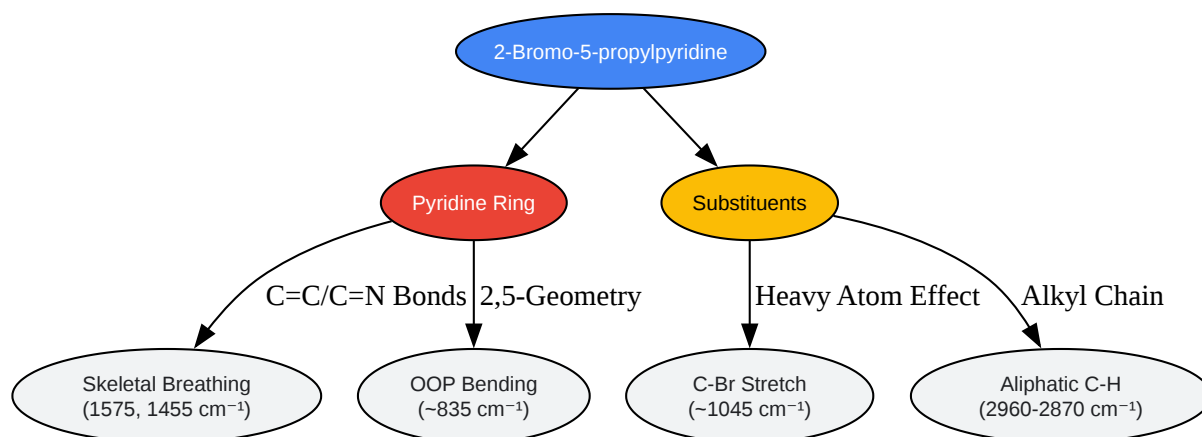 2-Bromo-5-propylpyridine
Pyridine Ring
Substituents
C=C/C=N Bonds
2,5-Geometry
Heavy Atom Effect
Alkyl Chain
Skeletal Breathing
(1575, 1455 cm⁻¹)
OOP Bending
(~835 cm⁻¹)
C-Br Stretch
(~1045 cm⁻¹)
Aliphatic C-H
(2960-2870 cm⁻¹)